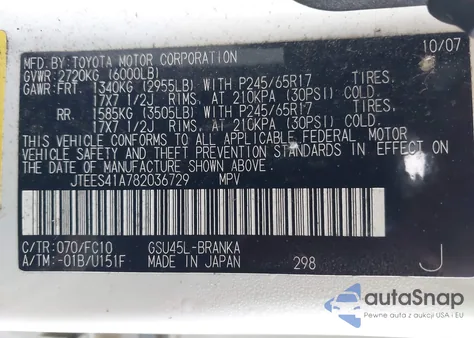 10/07
MFD. BY: TOYOTA MOTOR CORPORATION
GVWR: 2720KG (6000LB)
GAWR: FRT. 1340KG (2955LB) WITH P245/65R17 TIRES.
17X7 1/2J RIMS, AT 210KPA (30PSI) COLD.
RR. 1585KG (3505LB) WITH P245/65R17 TIRES,
17X7 1/2J RIMS, AT 210KPA (30PSI) COLD.
THIS VEHICLE CONFORMS TO ALL APPLICABLE FEDERAL MOTOR
VEHICLE SAFETY STANDARDS IN EFFECT ON THE DATE OF
MANUFACTURE SHOWN ABOVE.
JTEES41A782036729 MPV
C/TR: 070/FC10 GSU45L-BRANKA
A/TM: -01B/U151F MADE IN JAPAN 298 J
autoSnap
Pewne auta z aukcji USA i EU